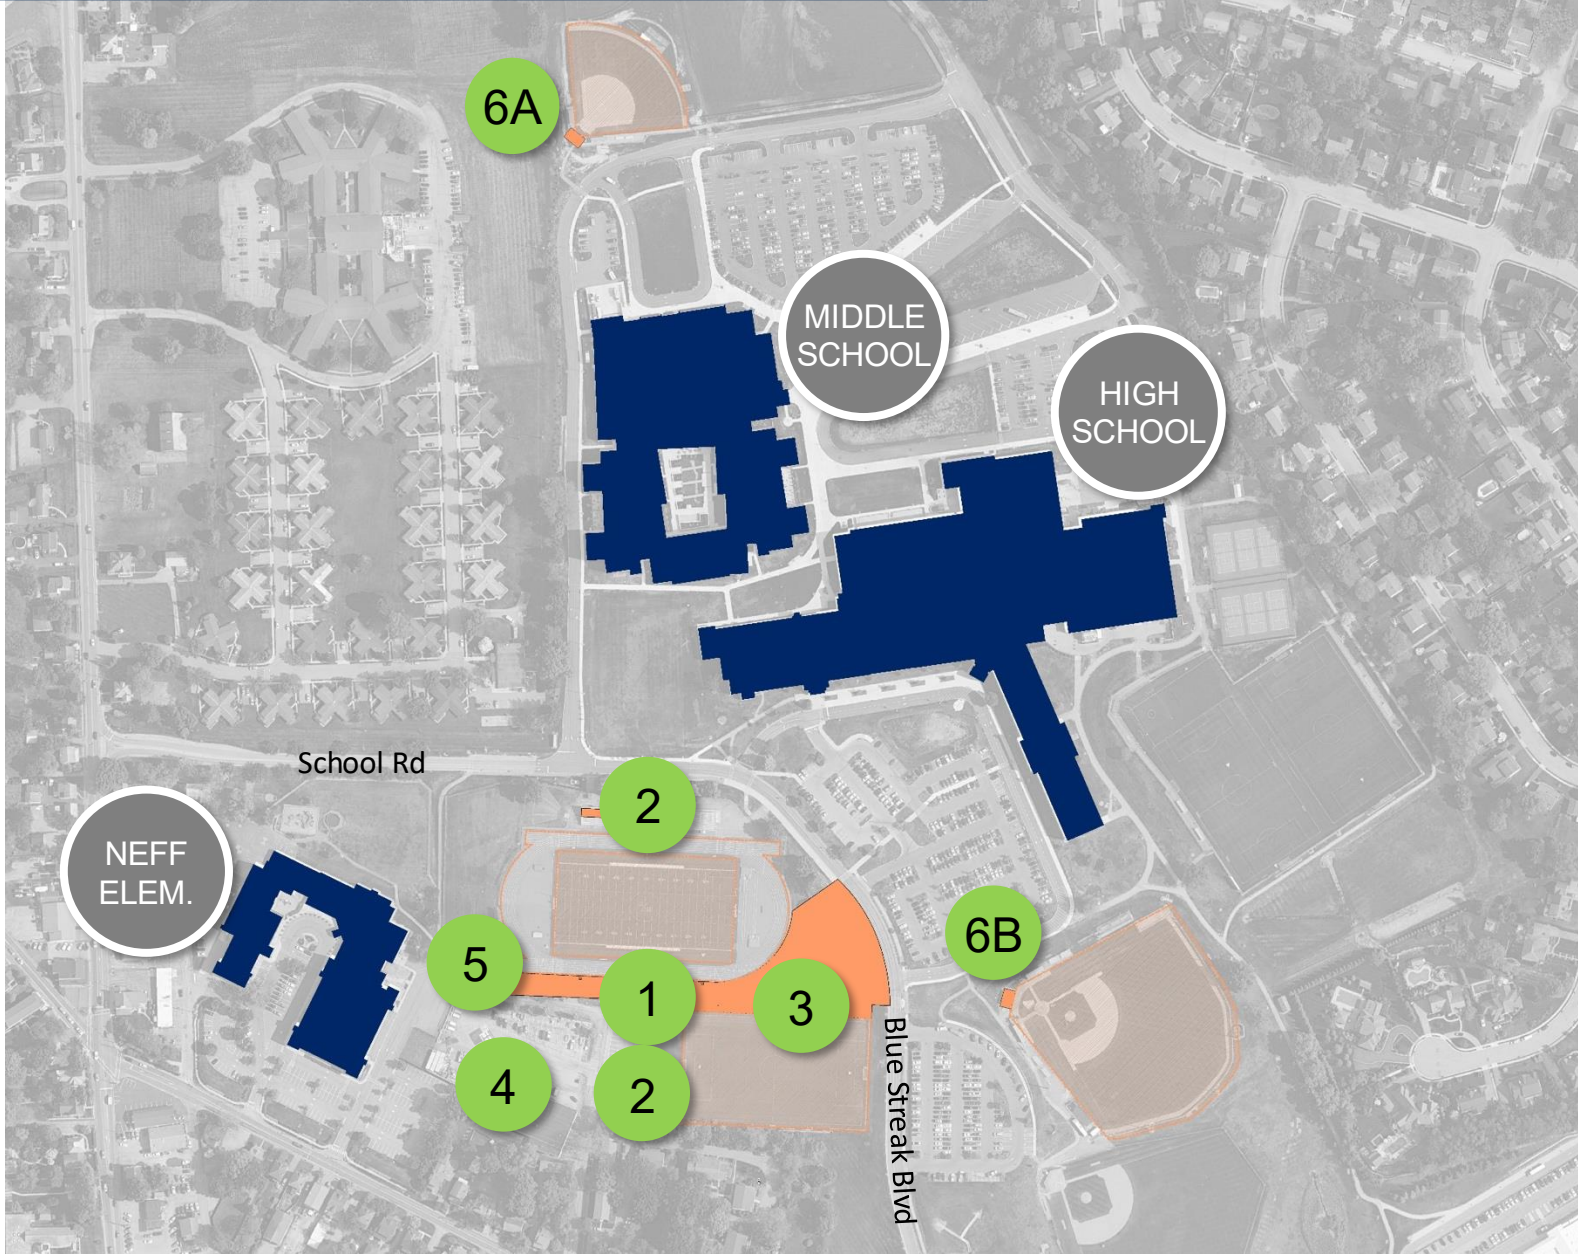 6A
MIDDLE
SCHOOL
HIGH
SCHOOL
School Rd
2
NEFF
ELEM.
5
1
3
6B
4
2
Blue Streak Blvd